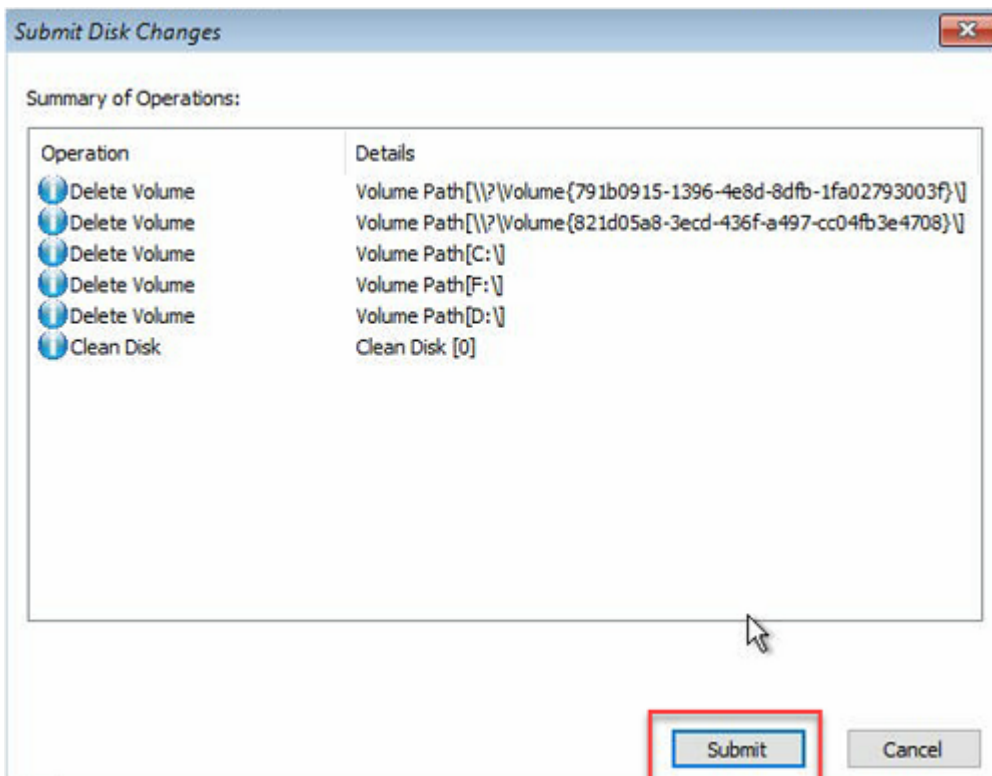 Submit Disk Changes
Summary of Operations:
Operation Details
Delete Volume Volume Path[\\?\Volume{791b0915-1396-4e8d-8dfb-1fa02793003f}\]
Delete Volume Volume Path[\\?\Volume{821d05a8-3ecd-436f-a497-cc04fb3e4708}\]
Delete Volume Volume Path[C:\]
Delete Volume Volume Path[F:\]
Delete Volume Volume Path[D:\]
Clean Disk Clean Disk [0]
Submit Cancel